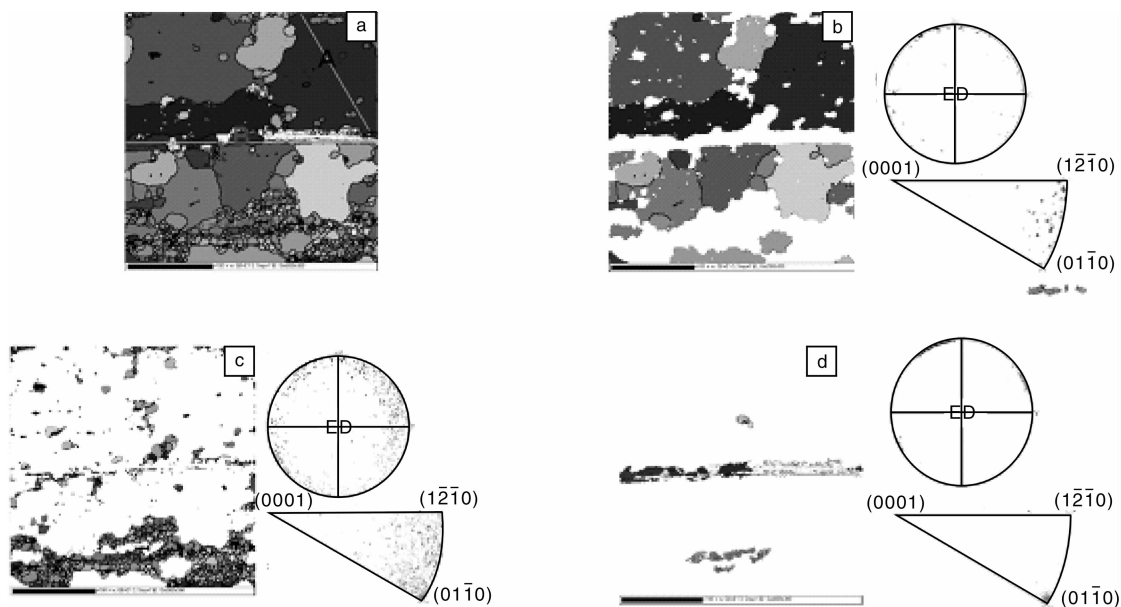 a
A
b
ED
(0001)
(12̅1̅0)
(011̅0)
c
ED
(0001)
(12̅1̅0)
(011̅0)
d
ED
(0001)
(12̅1̅0)
(011̅0)